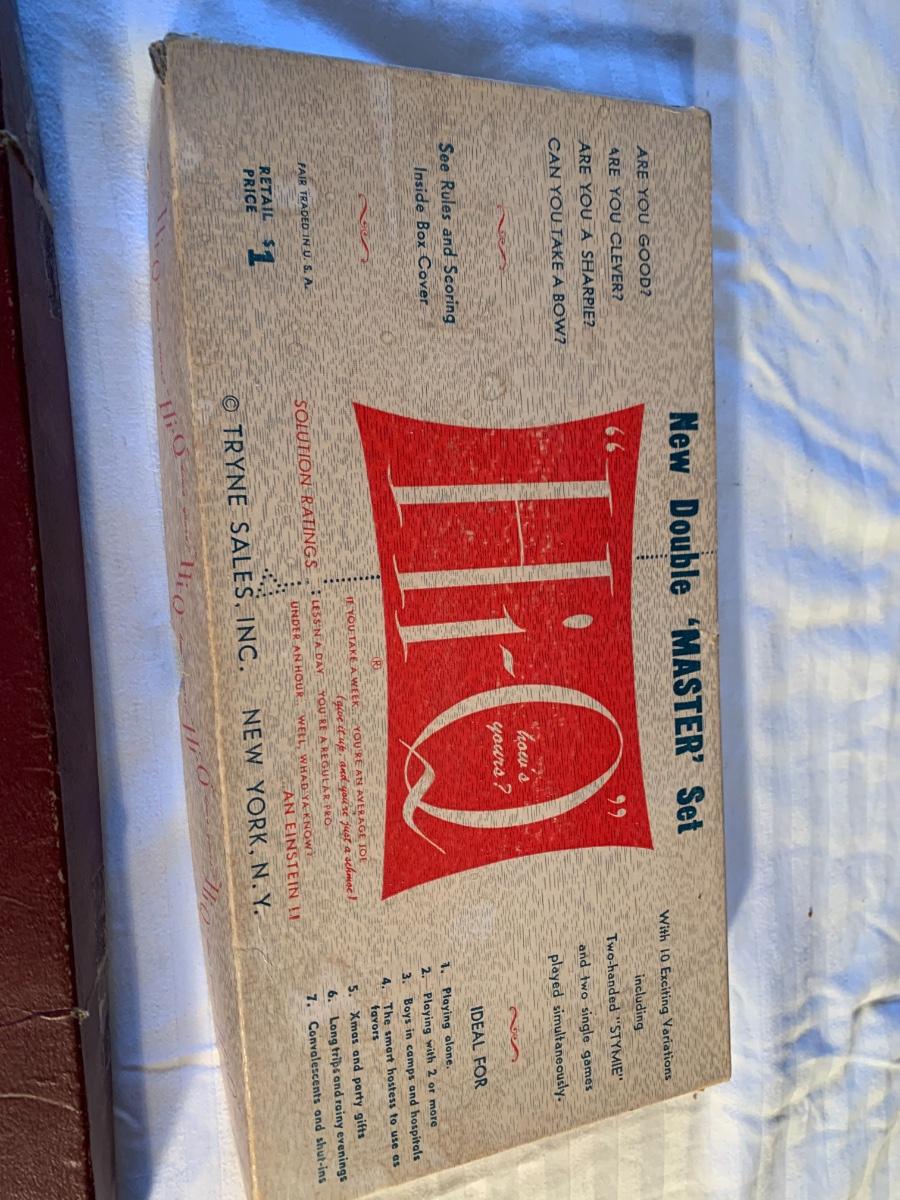 New Double 'MASTER' Set
ARE YOU GOOD?
ARE YOU CLEVER?
ARE YOU A SHARPIE?
CAN YOU TAKE A BOW?
See Rules and Scoring
Inside Box Cover
FAIR TRADED IN U. S. A.
RETAIL
PRICE $1
"Hi-Q"
how's
yours?
®
SOLUTION RATINGS
IF YOU TAKE A WEEK. YOU'RE AN AVERAGE JOE
(give it up and you're just a schmoe)
LESS'N A DAY YOU'RE A REGULAR PRO.
UNDER AN HOUR. WELL, WHAD-YA-KNOW?
AN EINSTEIN !!
© TRYNE SALES, INC. NEW YORK, N.Y.
With 10 Exciting Variations
including
Two-handed "STYMIE"
and two single games
played simultaneously.
IDEAL FOR
1. Playing alone.
2. Playing with 2 or more
3. Boys in camps and hospitals
4. The smart hostess to use as
favors
5. Xmas and party gifts
6. Long trips and rainy evenings
7. Convalescents and shut-ins
Hi-Q Hi-Q Hi-Q Hi-Q Hi-Q